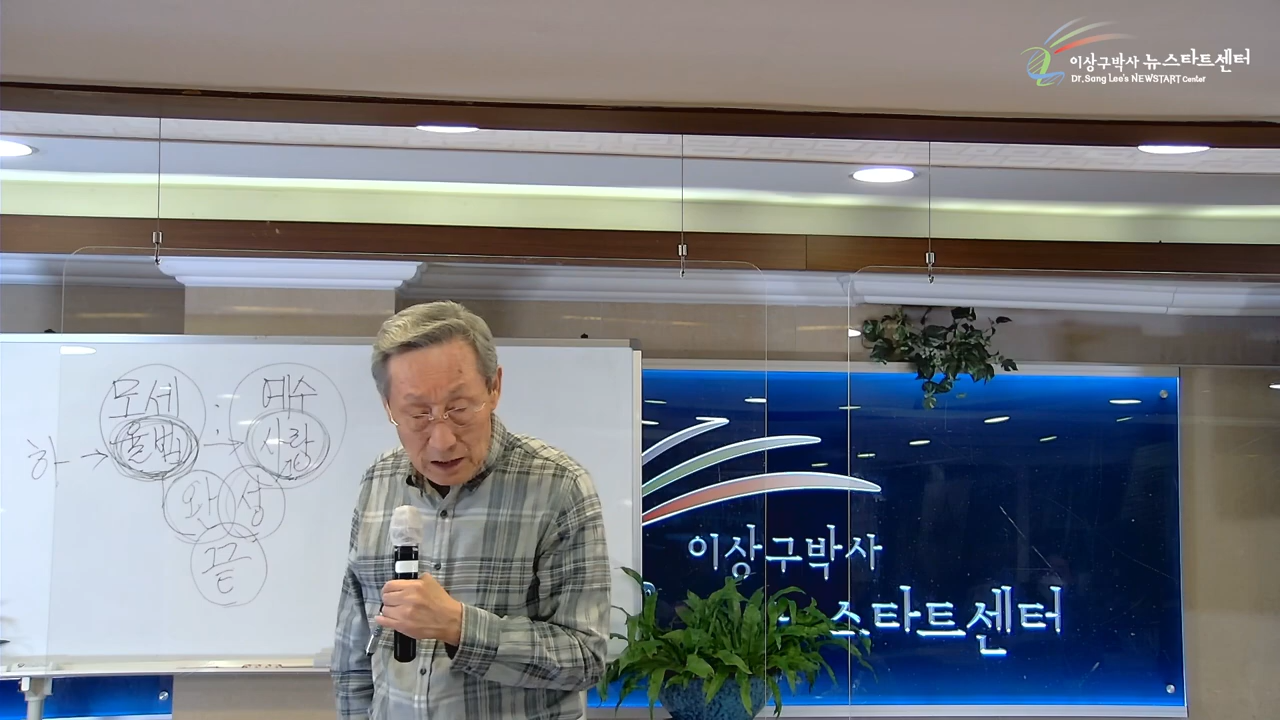 이상구박사 뉴스타트센터
Dr. Sang Lee's NEWSTART Center
모세 : 예수
하 → 율법 ∴→ 사랑
와 성
끝
이상구박사
스타트센터